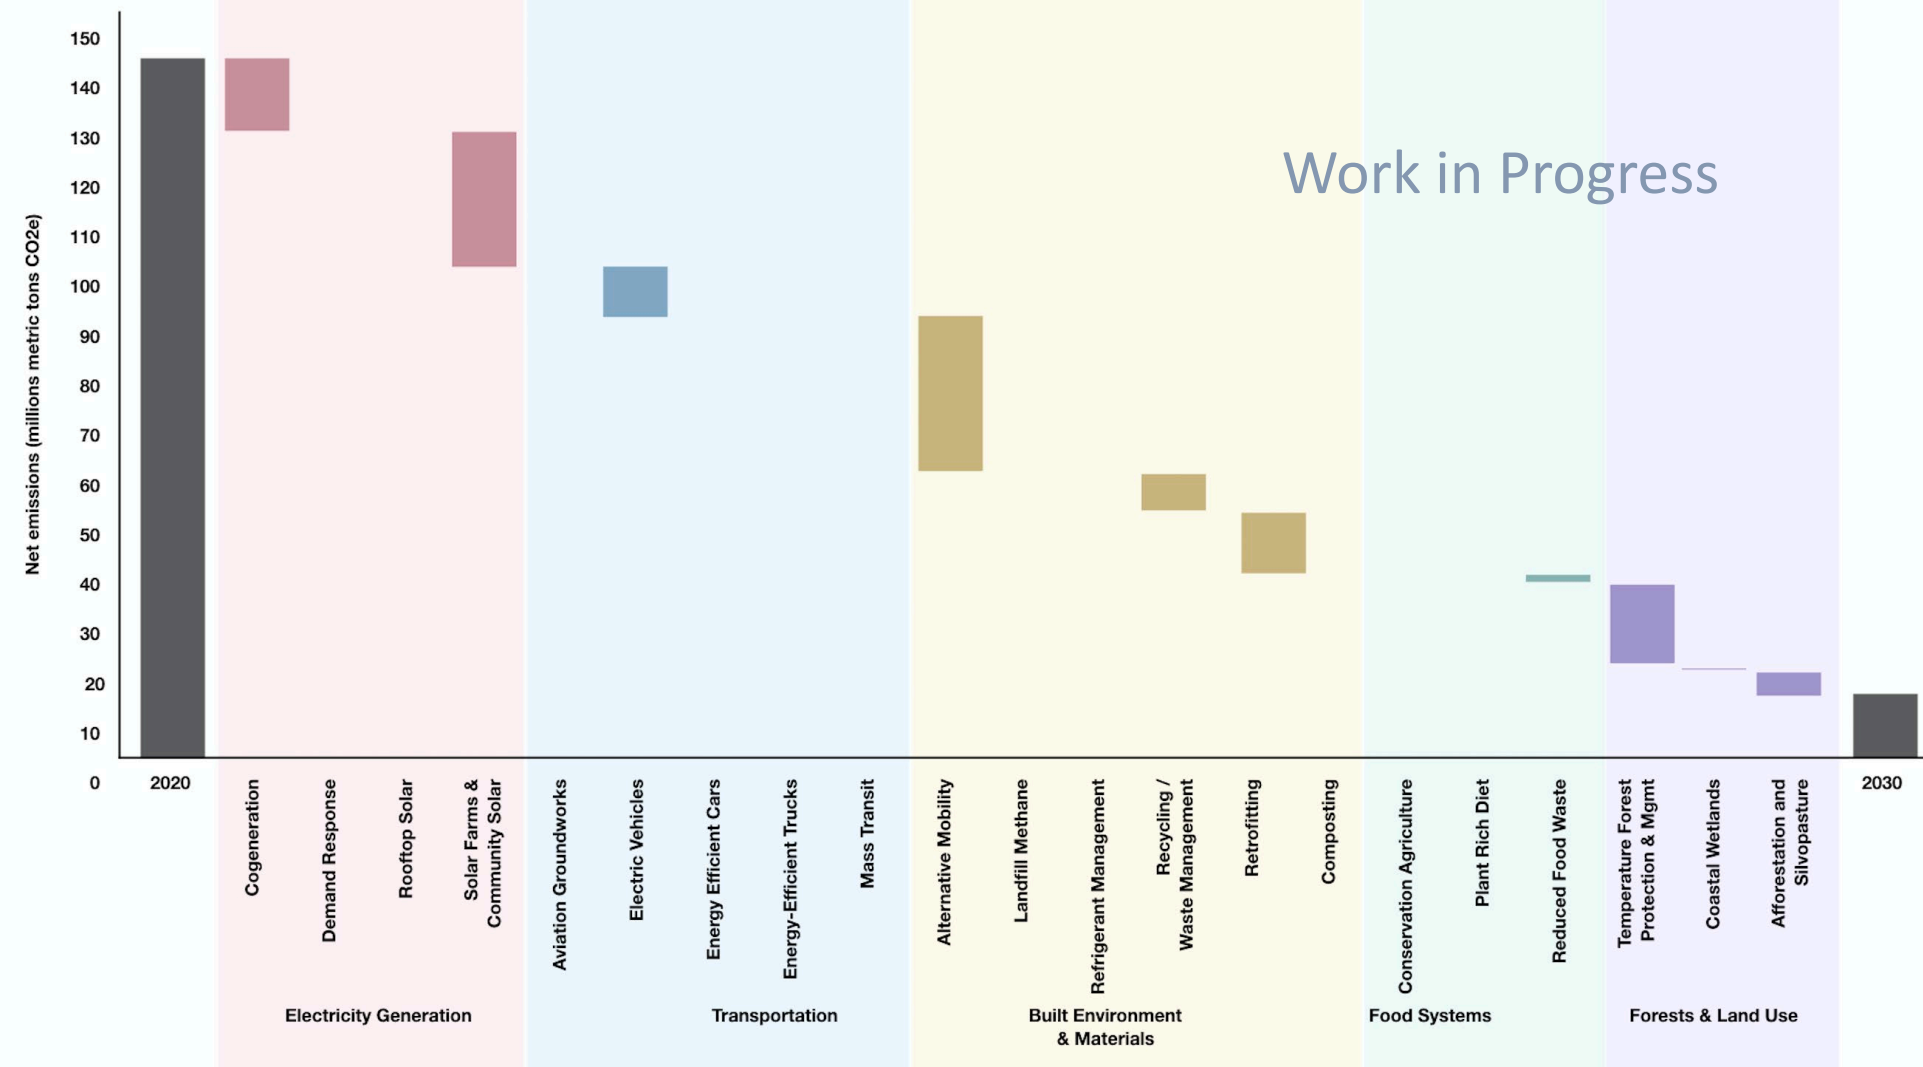 Work in Progress
Net emissions (millions metric tons CO2e)
150
140
130
120
110
100
90
80
70
60
50
40
30
20
10
0
2020
Cogeneration
Demand Response
Rooftop Solar
Solar Farms &
Community Solar
Aviation Groundworks
Electric Vehicles
Energy Efficient Cars
Energy-Efficient Trucks
Mass Transit
Alternative Mobility
Landfill Methane
Refrigerant Management
Recycling /
Waste Management
Retrofitting
Composting
Conservation Agriculture
Plant Rich Diet
Reduced Food Waste
Temperature Forest
Protection & Mgmt
Coastal Wetlands
Afforestation and
Silvopasture
2030
Electricity Generation
Transportation
Built Environment
& Materials
Food Systems
Forests & Land Use